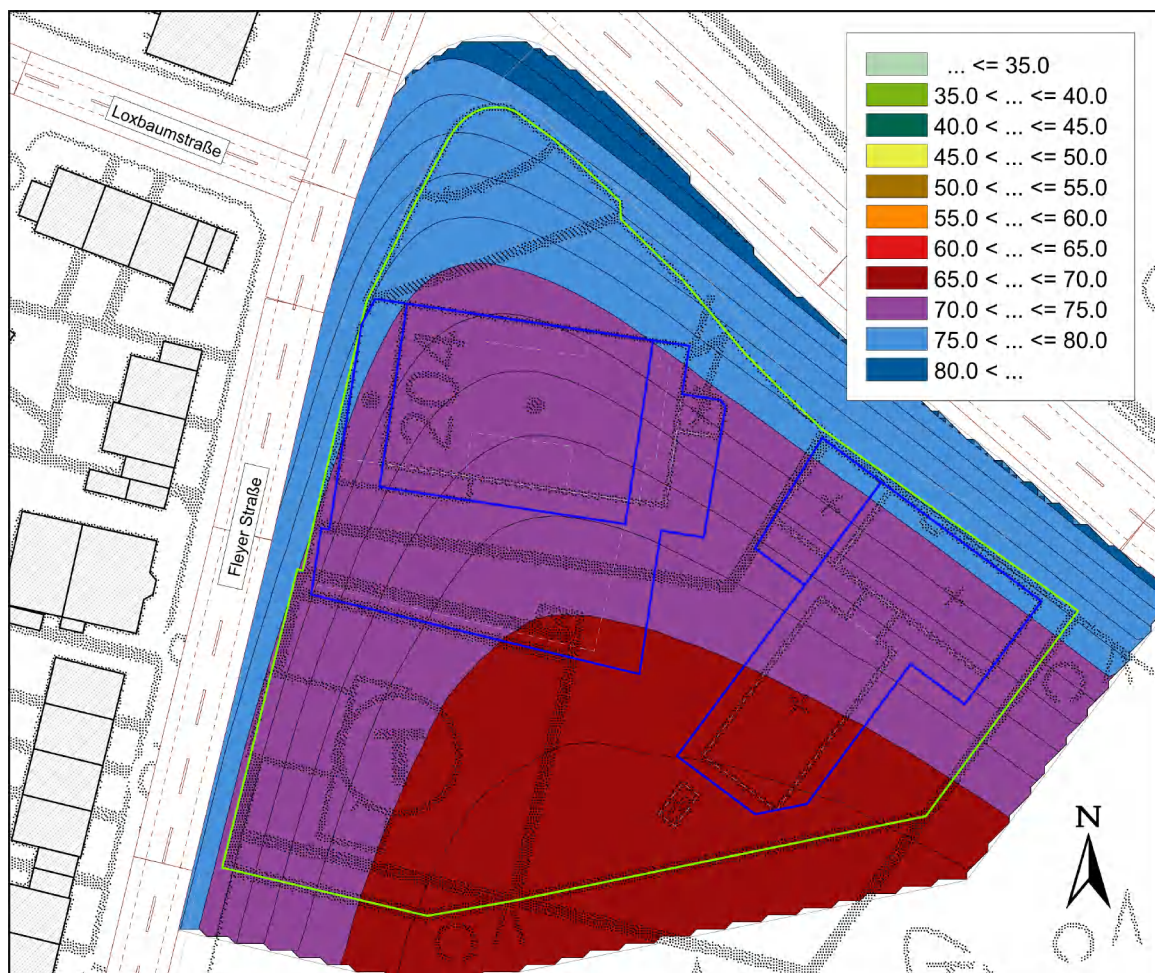 Loxbaumstraße
Fleyer Straße
204
... <= 35.0
35.0 < ... <= 40.0
40.0 < ... <= 45.0
45.0 < ... <= 50.0
50.0 < ... <= 55.0
55.0 < ... <= 60.0
60.0 < ... <= 65.0
65.0 < ... <= 70.0
70.0 < ... <= 75.0
75.0 < ... <= 80.0
80.0 < ...
N